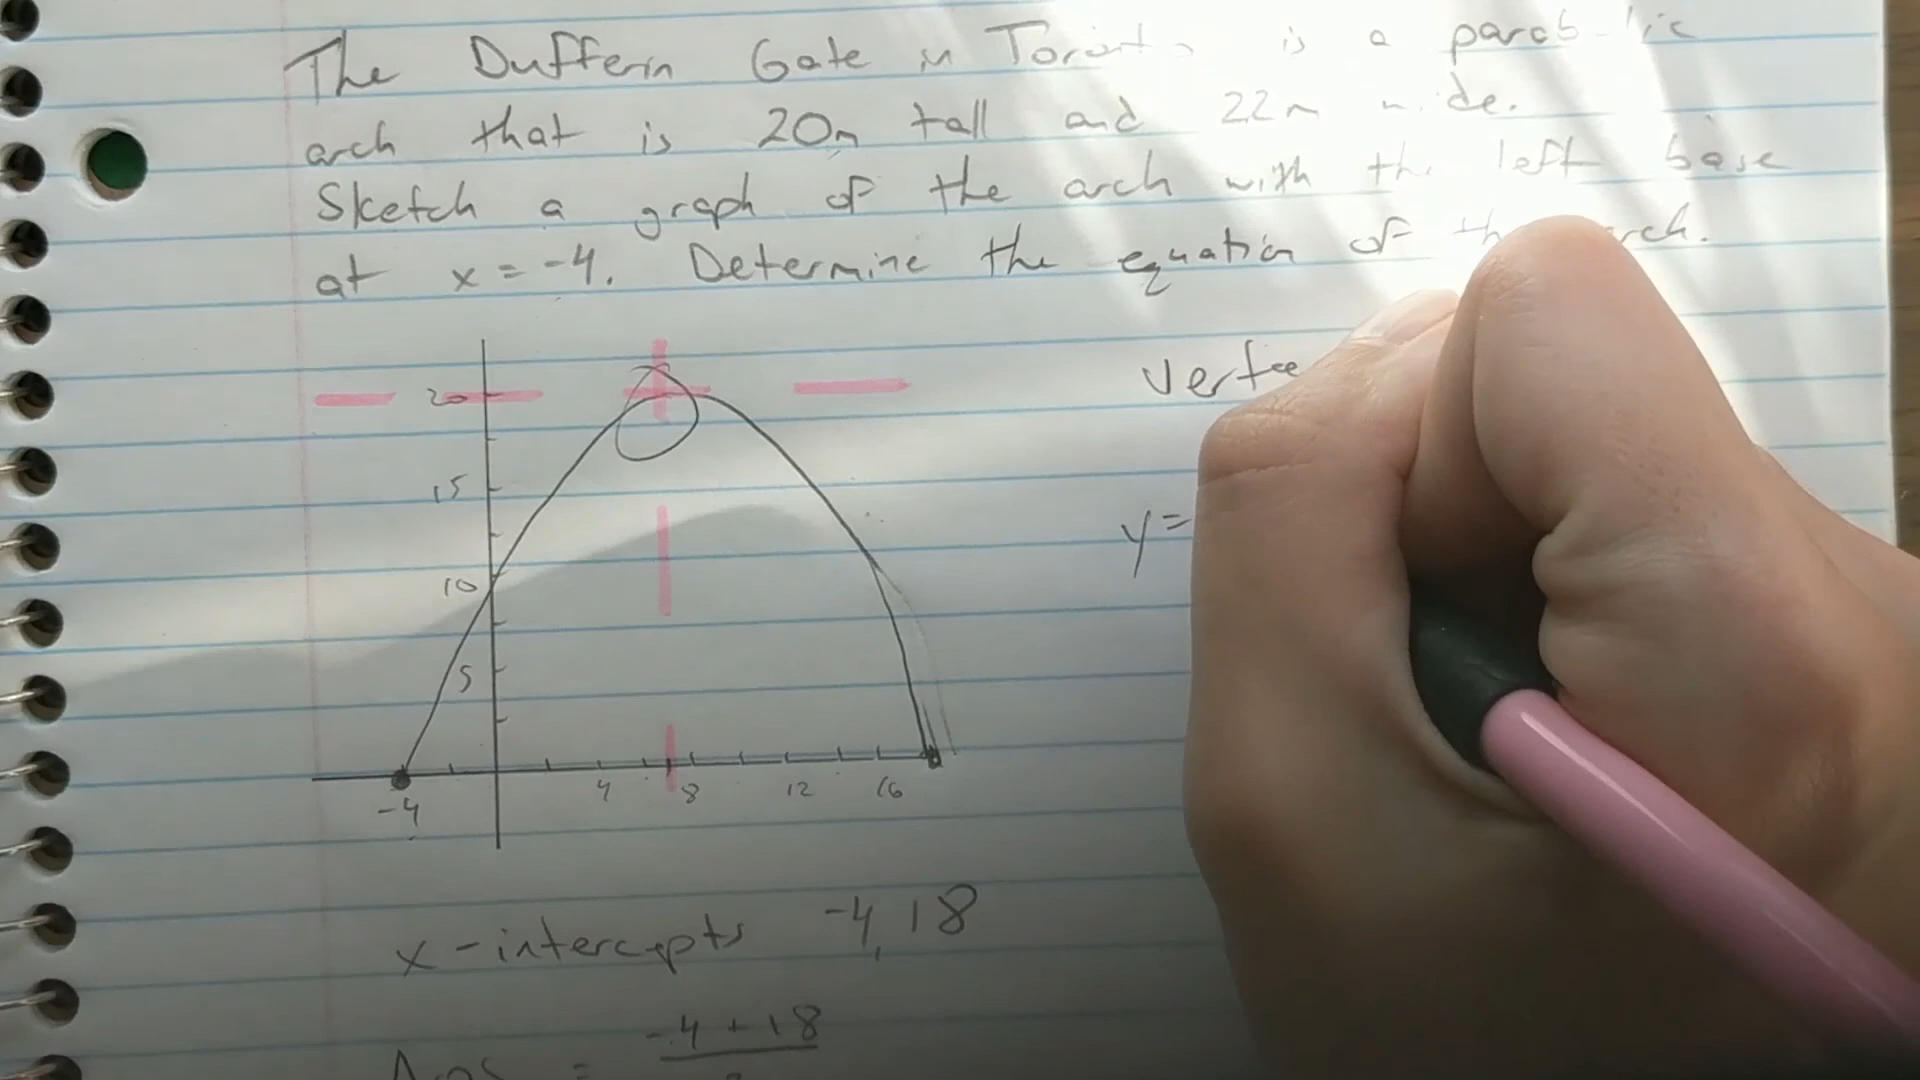 The Dufferin Gate in Toronto is a parabolic
arch that is 20m tall and 22m wide.
Sketch a graph of the arch with the left base
at x = -4. Determine the equation of arch.
verte
20
y =
15
10
5
-4 4 8 12 16
x-intercepts -4, 18
-4 + 18
AoS =